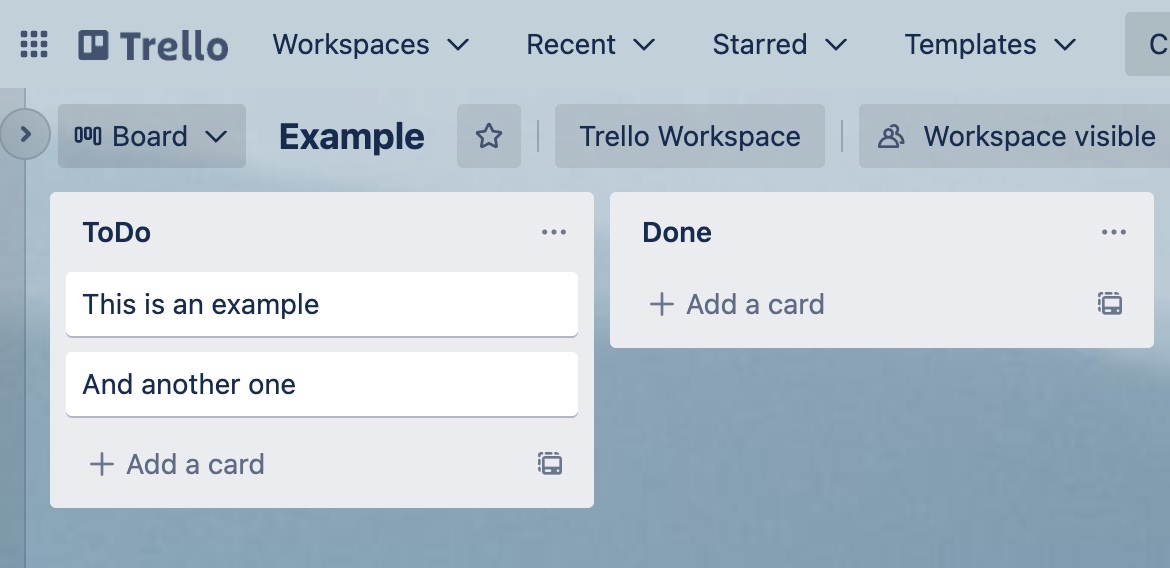 Trello Workspaces Recent Starred Templates C
Board Example Trello Workspace Workspace visible
ToDo
This is an example
And another one
+ Add a card
Done
+ Add a card